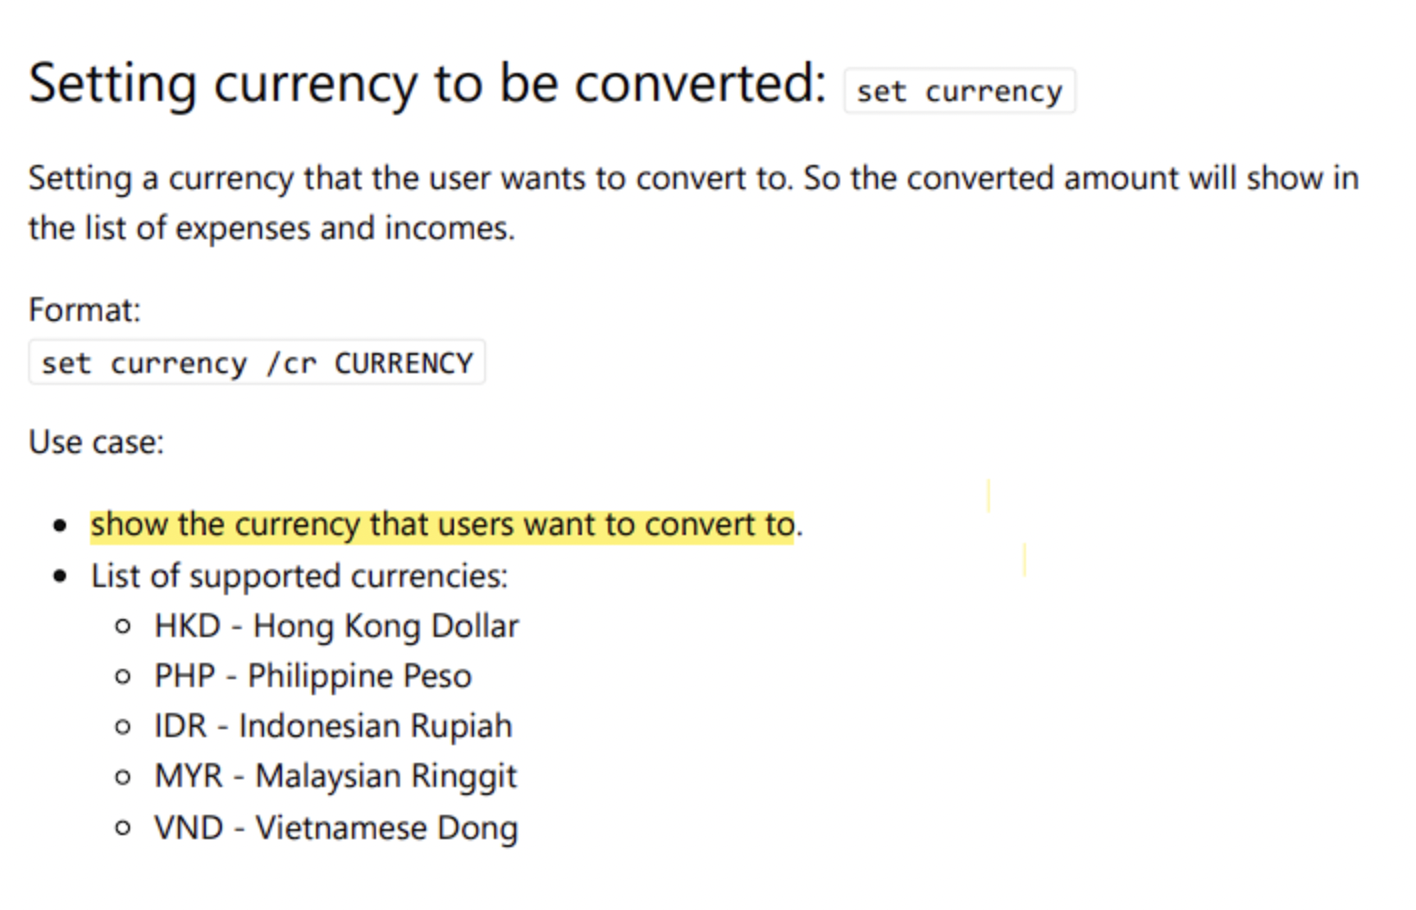 Setting currency to be converted: set currency
Setting a currency that the user wants to convert to. So the converted amount will show in
the list of expenses and incomes.
Format:
set currency /cr CURRENCY
Use case:
• show the currency that users want to convert to.
• List of supported currencies:
○ HKD - Hong Kong Dollar
○ PHP - Philippine Peso
○ IDR - Indonesian Rupiah
○ MYR - Malaysian Ringgit
○ VND - Vietnamese Dong